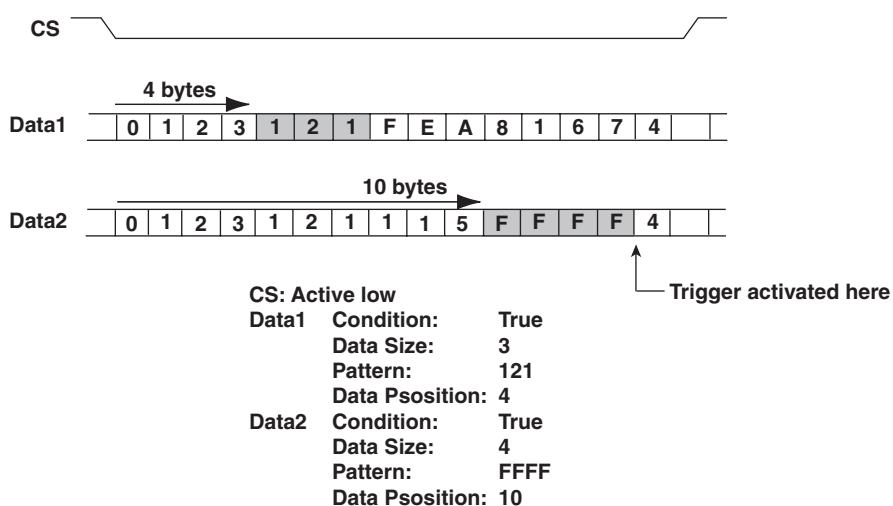 CS
4 bytes
Data1 0 1 2 3 1 2 1 F E A 8 1 6 7 4
10 bytes
Data2 0 1 2 3 1 2 1 1 1 5 F F F F 4
Trigger activated here
CS: Active low
Data1 Condition: True
Data Size: 3
Pattern: 121
Data Psosition: 4
Data2 Condition: True
Data Size: 4
Pattern: FFFF
Data Psosition: 10